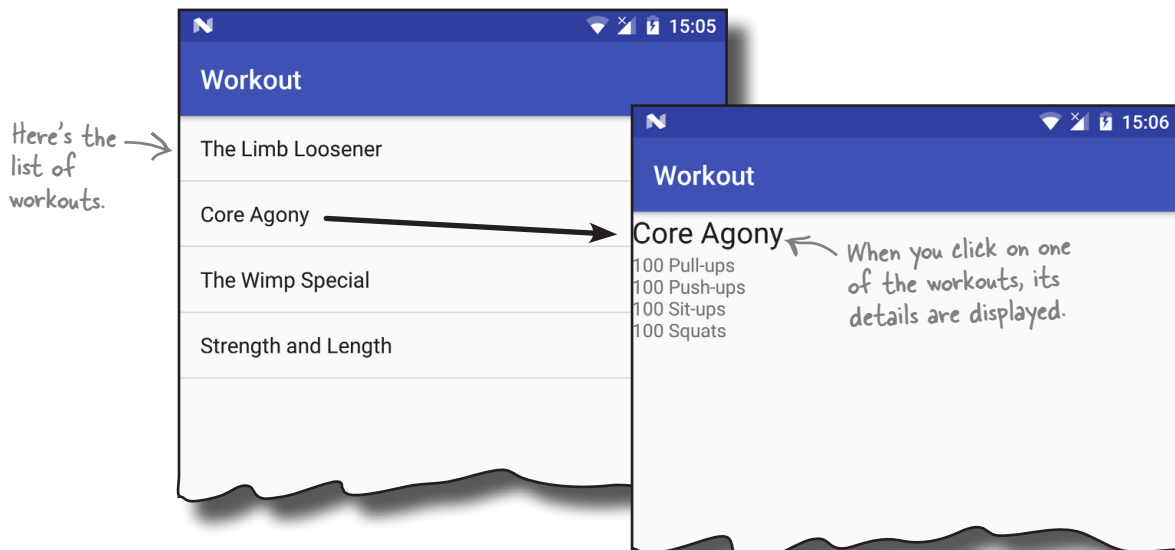 15:05
Workout
Here's the
list of
workouts.
The Limb Loosener
Core Agony
The Wimp Special
Strength and Length
15:06
Workout
Core Agony
100 Pull-ups
100 Push-ups
100 Sit-ups
100 Squats
When you click on one
of the workouts, its
details are displayed.